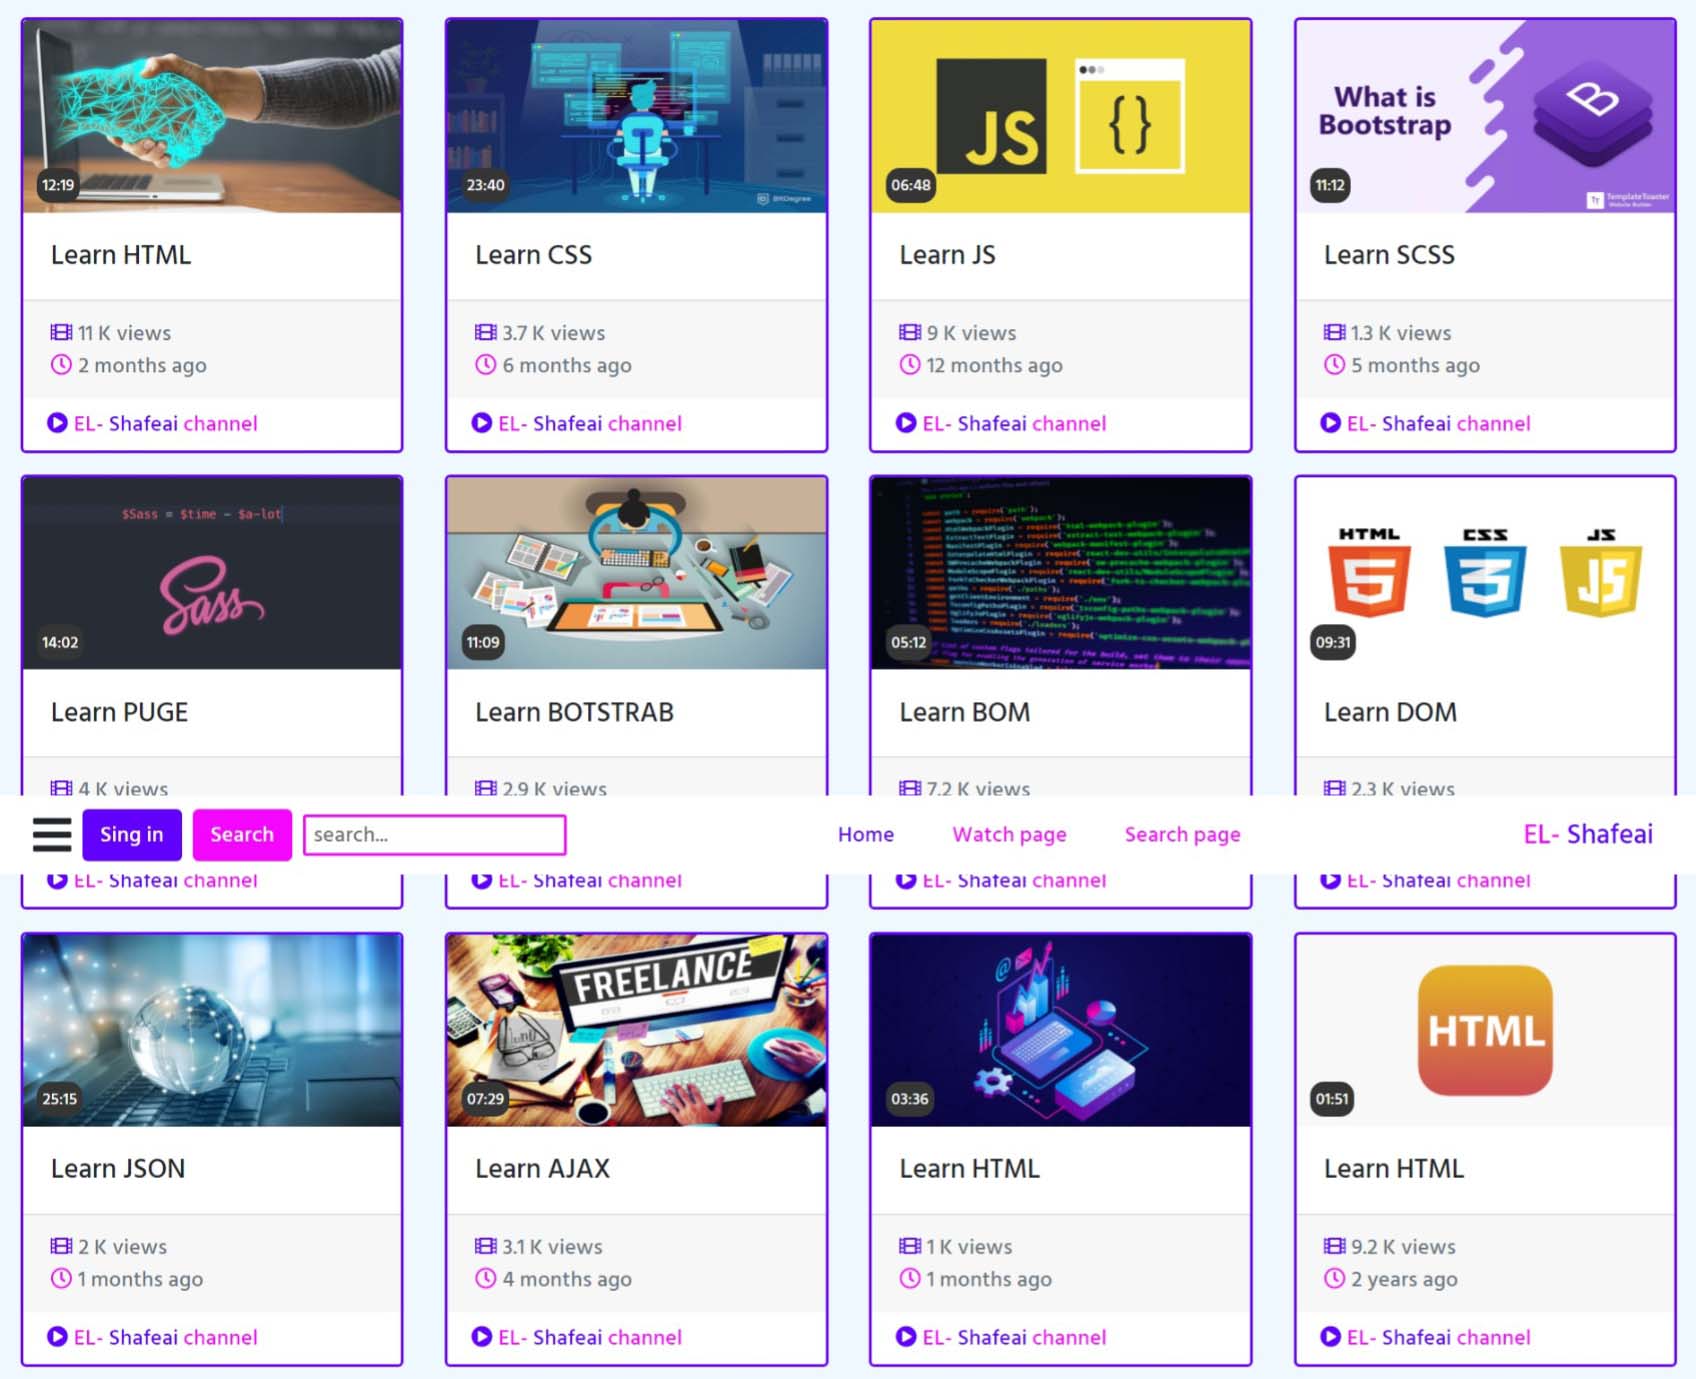 What is
Bootstrap
JS
{}
TemplateToaster
Website Builder
BitDegree
12:19
23:40
06:48
11:12
Learn HTML
Learn CSS
Learn JS
Learn SCSS
11 K views
3.7 K views
9 K views
1.3 K views
2 months ago
6 months ago
12 months ago
5 months ago
EL- Shafeai channel
EL- Shafeai channel
EL- Shafeai channel
EL- Shafeai channel
$Sass = $time - $a-lot
Sass
HTML
CSS
JS
5
3
JS
14:02
11:09
05:12
09:31
Learn PUGE
Learn BOTSTRAB
Learn BOM
Learn DOM
4 K views
2.9 K views
7.2 K views
2.3 K views
Sing in
Search
search...
Home
Watch page
Search page
EL- Shafeai
EL- Shafeai channel
EL- Shafeai channel
EL- Shafeai channel
EL- Shafeai channel
FREELANCE
HTML
25:15
07:29
03:36
01:51
Learn JSON
Learn AJAX
Learn HTML
Learn HTML
2 K views
3.1 K views
1 K views
9.2 K views
1 months ago
4 months ago
1 months ago
2 years ago
EL- Shafeai channel
EL- Shafeai channel
EL- Shafeai channel
EL- Shafeai channel